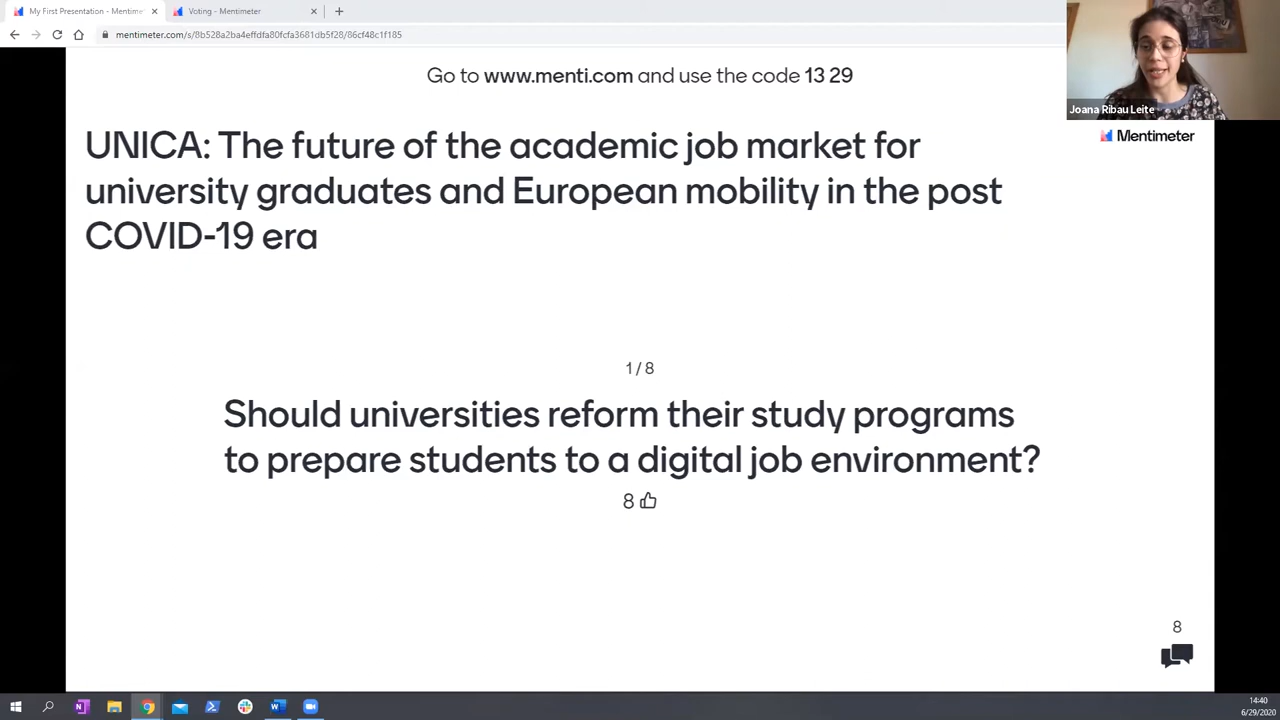 My First Presentation - Mentime
Voting - Mentimeter
mentimeter.com/s/8b528a2ba4effdfa80fcfa3681db5f28/86cf48c1f185
Go to www.menti.com and use the code 13 29
Joana Ribau Leite
Mentimeter
UNICA: The future of the academic job market for
university graduates and European mobility in the post
COVID-19 era
1 / 8
Should universities reform their study programs
to prepare students to a digital job environment?
8
8
14:40
6/29/2020